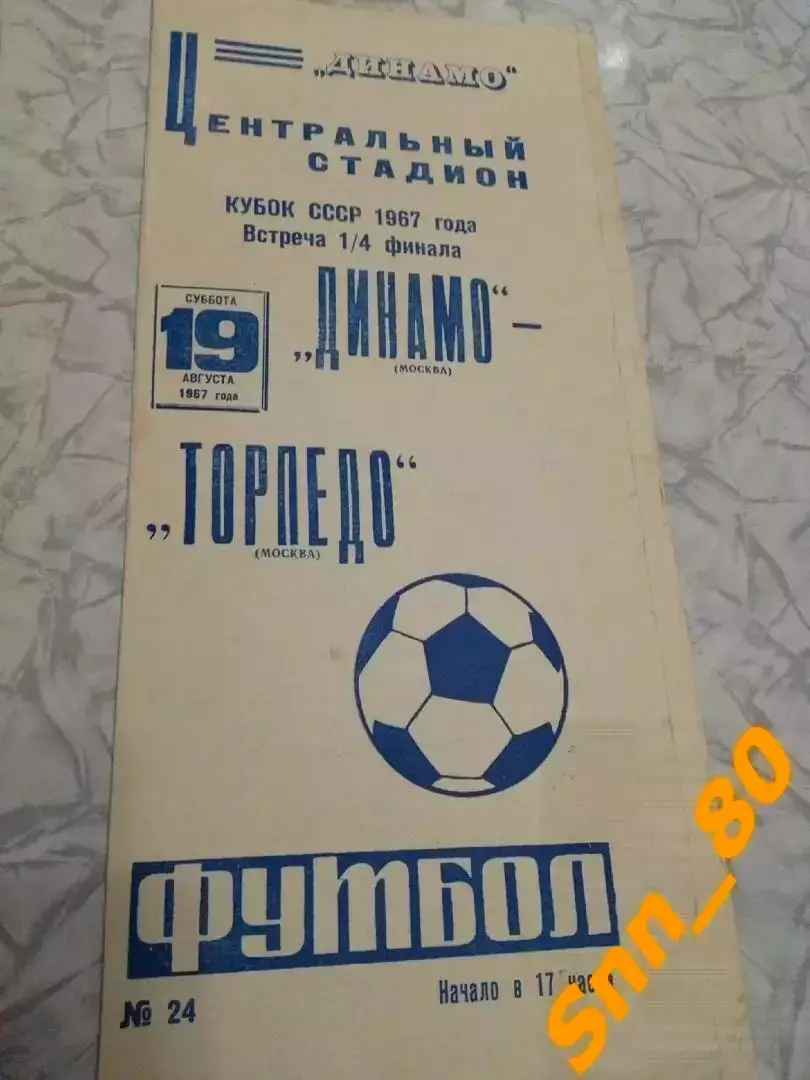 „ДИНАМО“
ЦЕНТРАЛЬНЫЙ
СТАДИОН
КУБОК СССР 1967 года
Встреча 1/4 финала
СУББОТА
19
АВГУСТА
1967 года
„ДИНАМО“ –
(МОСКВА)
„ТОРПЕДО“
(МОСКВА)
ФУТБОЛ
№ 24
Начало в 17
snn_80